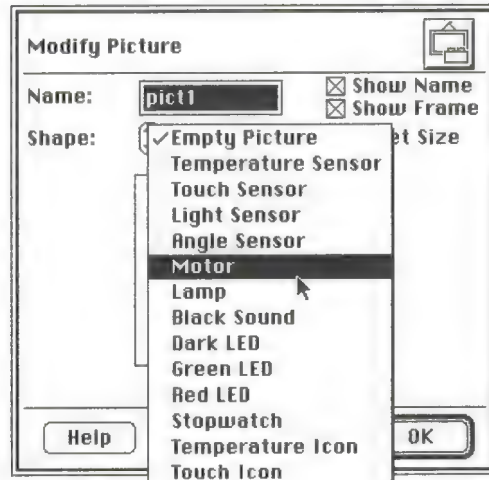 Modify Picture
Name: pict1 Show Name
Show Frame
Shape: Empty Picture Size
Temperature Sensor
Touch Sensor
Light Sensor
Angle Sensor
Motor
Lamp
Black Sound
Dark LED
Green LED
Red LED
Stopwatch
Help Temperature Icon OK
Touch Icon